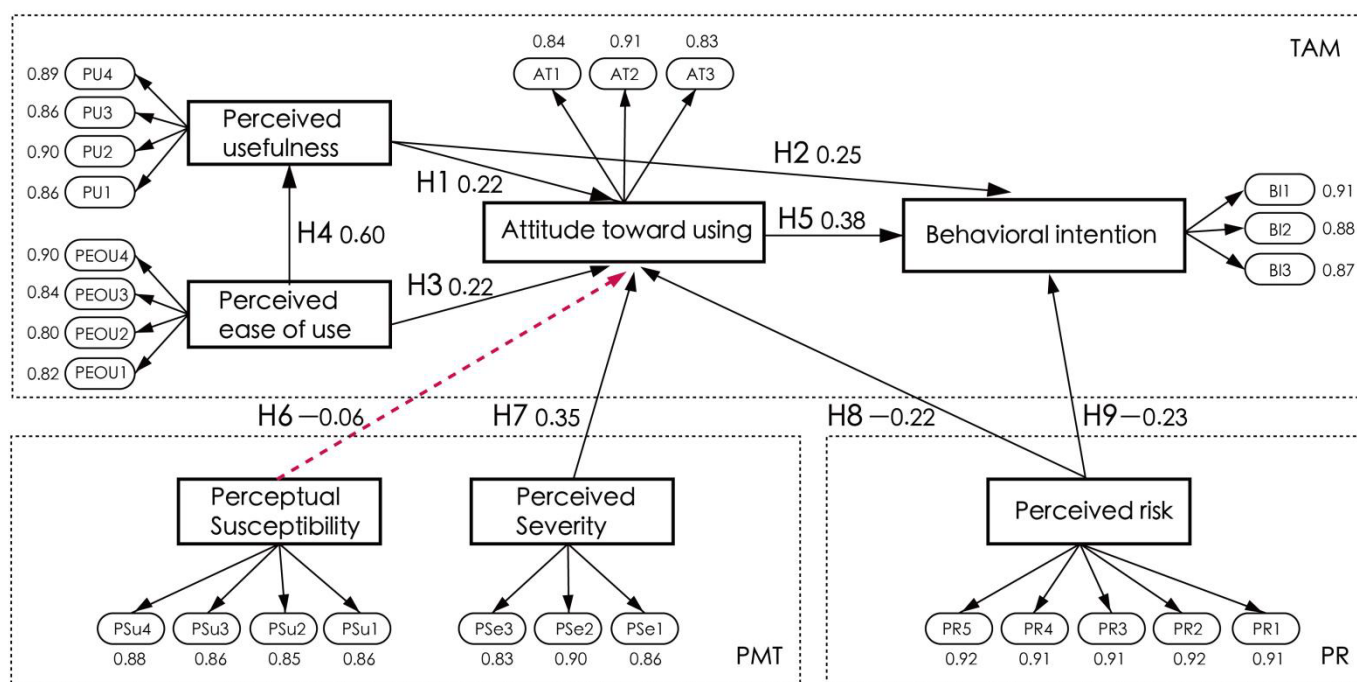 TAM
0.84 0.91 0.83
AT1 AT2 AT3
0.89 PU4
0.86 PU3
0.90 PU2
0.86 PU1
Perceived
usefulness
H1 0.22
H2 0.25
H4 0.60
Attitude toward using
H5 0.38
Behavioral intention
BI1 0.91
BI2 0.88
BI3 0.87
0.90 PEOU4
0.84 PEOU3
0.80 PEOU2
0.82 PEOU1
Perceived
ease of use
H3 0.22
H6 —0.06
H7 0.35
H8 —0.22
H9—0.23
Perceptual
Susceptibility
Perceived
Severity
Perceived risk
PSu4 PSu3 PSu2 PSu1
0.88 0.86 0.85 0.86
PSe3 PSe2 PSe1
0.83 0.90 0.86
PMT
PR5 PR4 PR3 PR2 PR1
0.92 0.91 0.91 0.92 0.91
PR